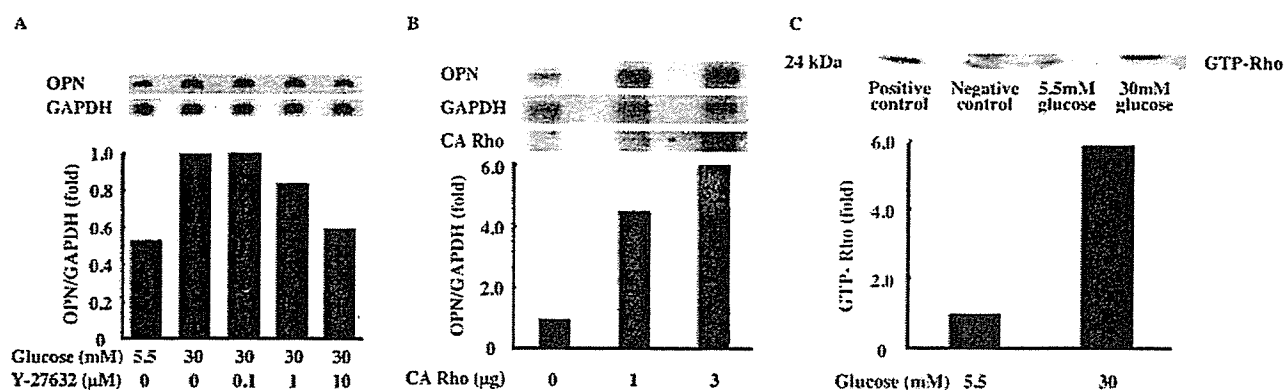 A
OPN
GAPDH
OPN/GAPDH (fold)
1.0
0.8
0.6
0.4
0.2
0
Glucose (mM) 5.5 30 30 30 30
Y-27632 (µM) 0 0 0.1 1 10
B
OPN
GAPDH
CA Rho
OPN/GAPDH (fold)
6.0
4.0
2.0
0
CA Rho (µg) 0 1 3
C
24 kDa GTP-Rho
Positive control
Negative control
5.5mM glucose
30mM glucose
GTP- Rho (fold)
6.0
4.0
2.0
0
Glucose (mM) 5.5 30